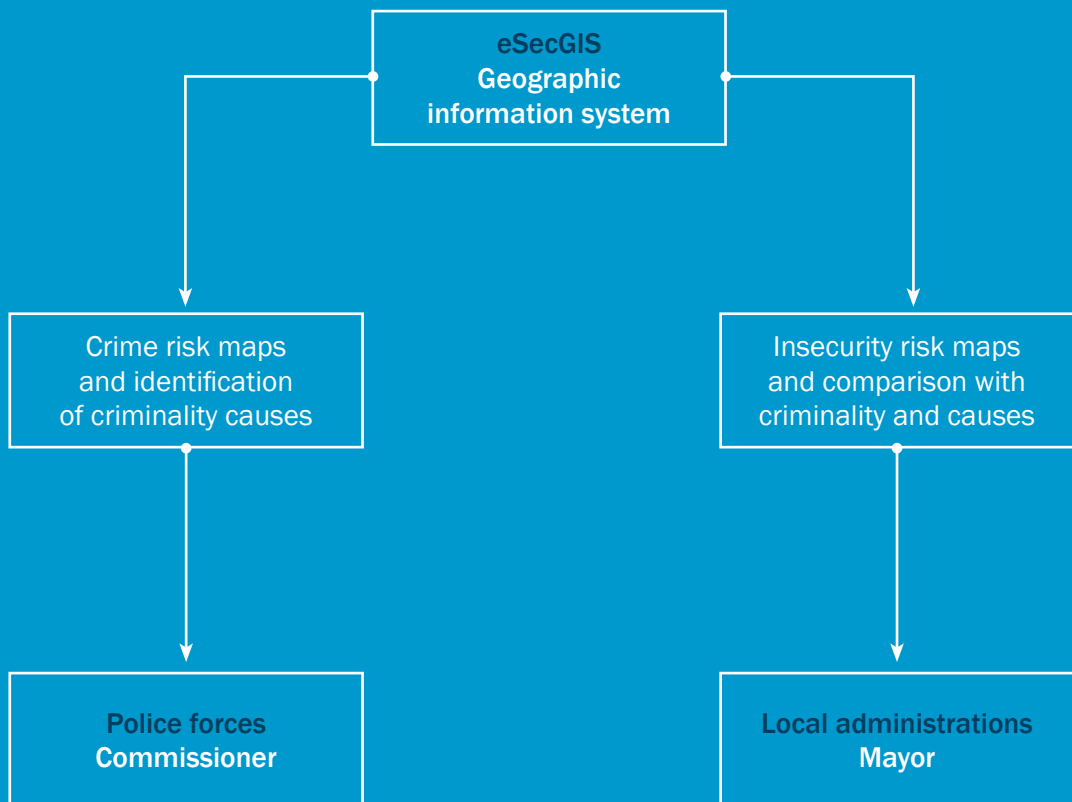 eSecGIS
Geographic
information system
Crime risk maps
and identification
of criminality causes
Insecurity risk maps
and comparison with
criminality and causes
Police forces
Commissioner
Local administrations
Mayor